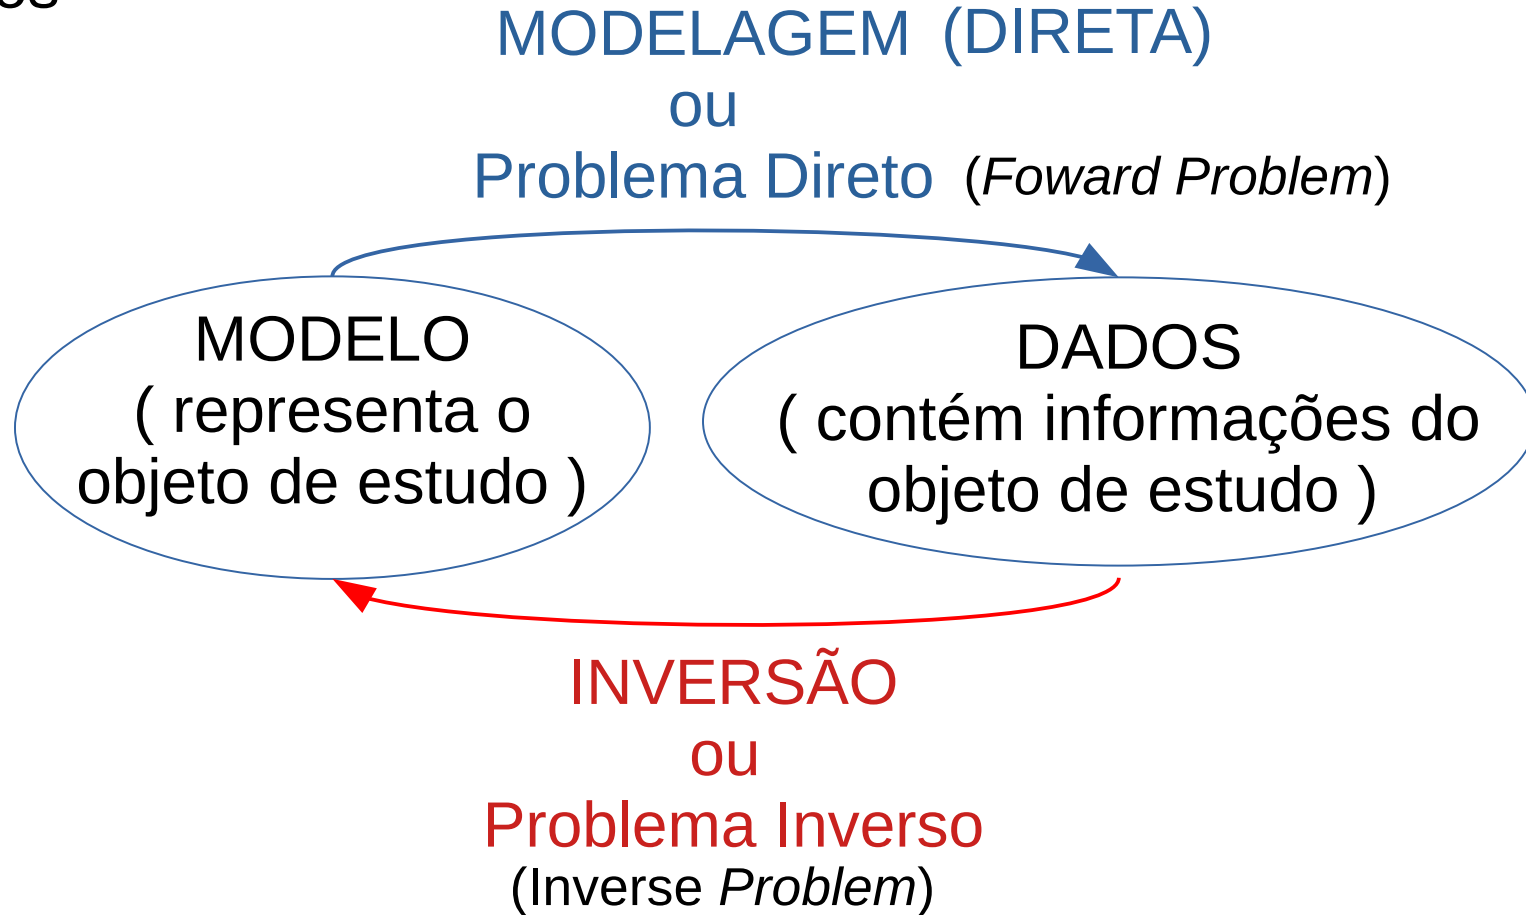 MODELAGEM (DIRETA)
ou
Problema Direto (Foward Problem)
MODELO
( representa o
objeto de estudo )
DADOS
( contém informações do
objeto de estudo )
INVERSÃO
ou
Problema Inverso
(Inverse Problem)